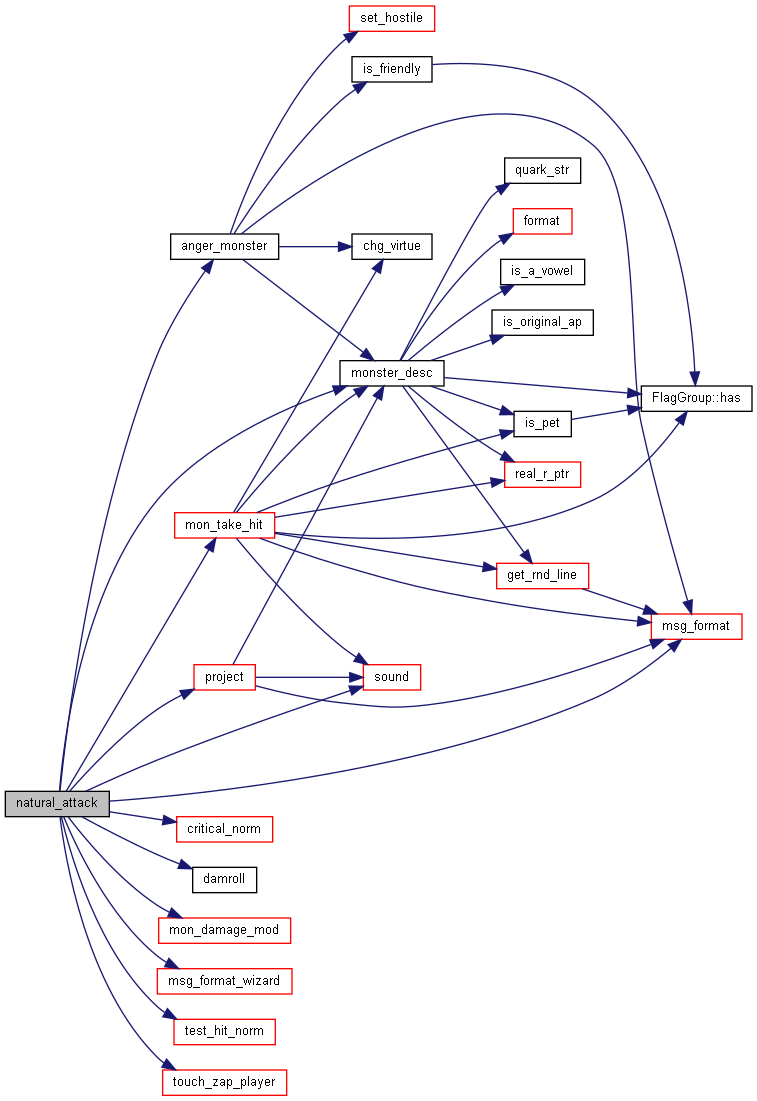 set_hostile
is_friendly
quark_str
format
anger_monster
chg_virtue
is_a_vowel
is_original_ap
monster_desc
FlagGroup::has
is_pet
real_r_ptr
mon_take_hit
get_rnd_line
msg_format
project
sound
natural_attack
critical_norm
damroll
mon_damage_mod
msg_format_wizard
test_hit_norm
touch_zap_player